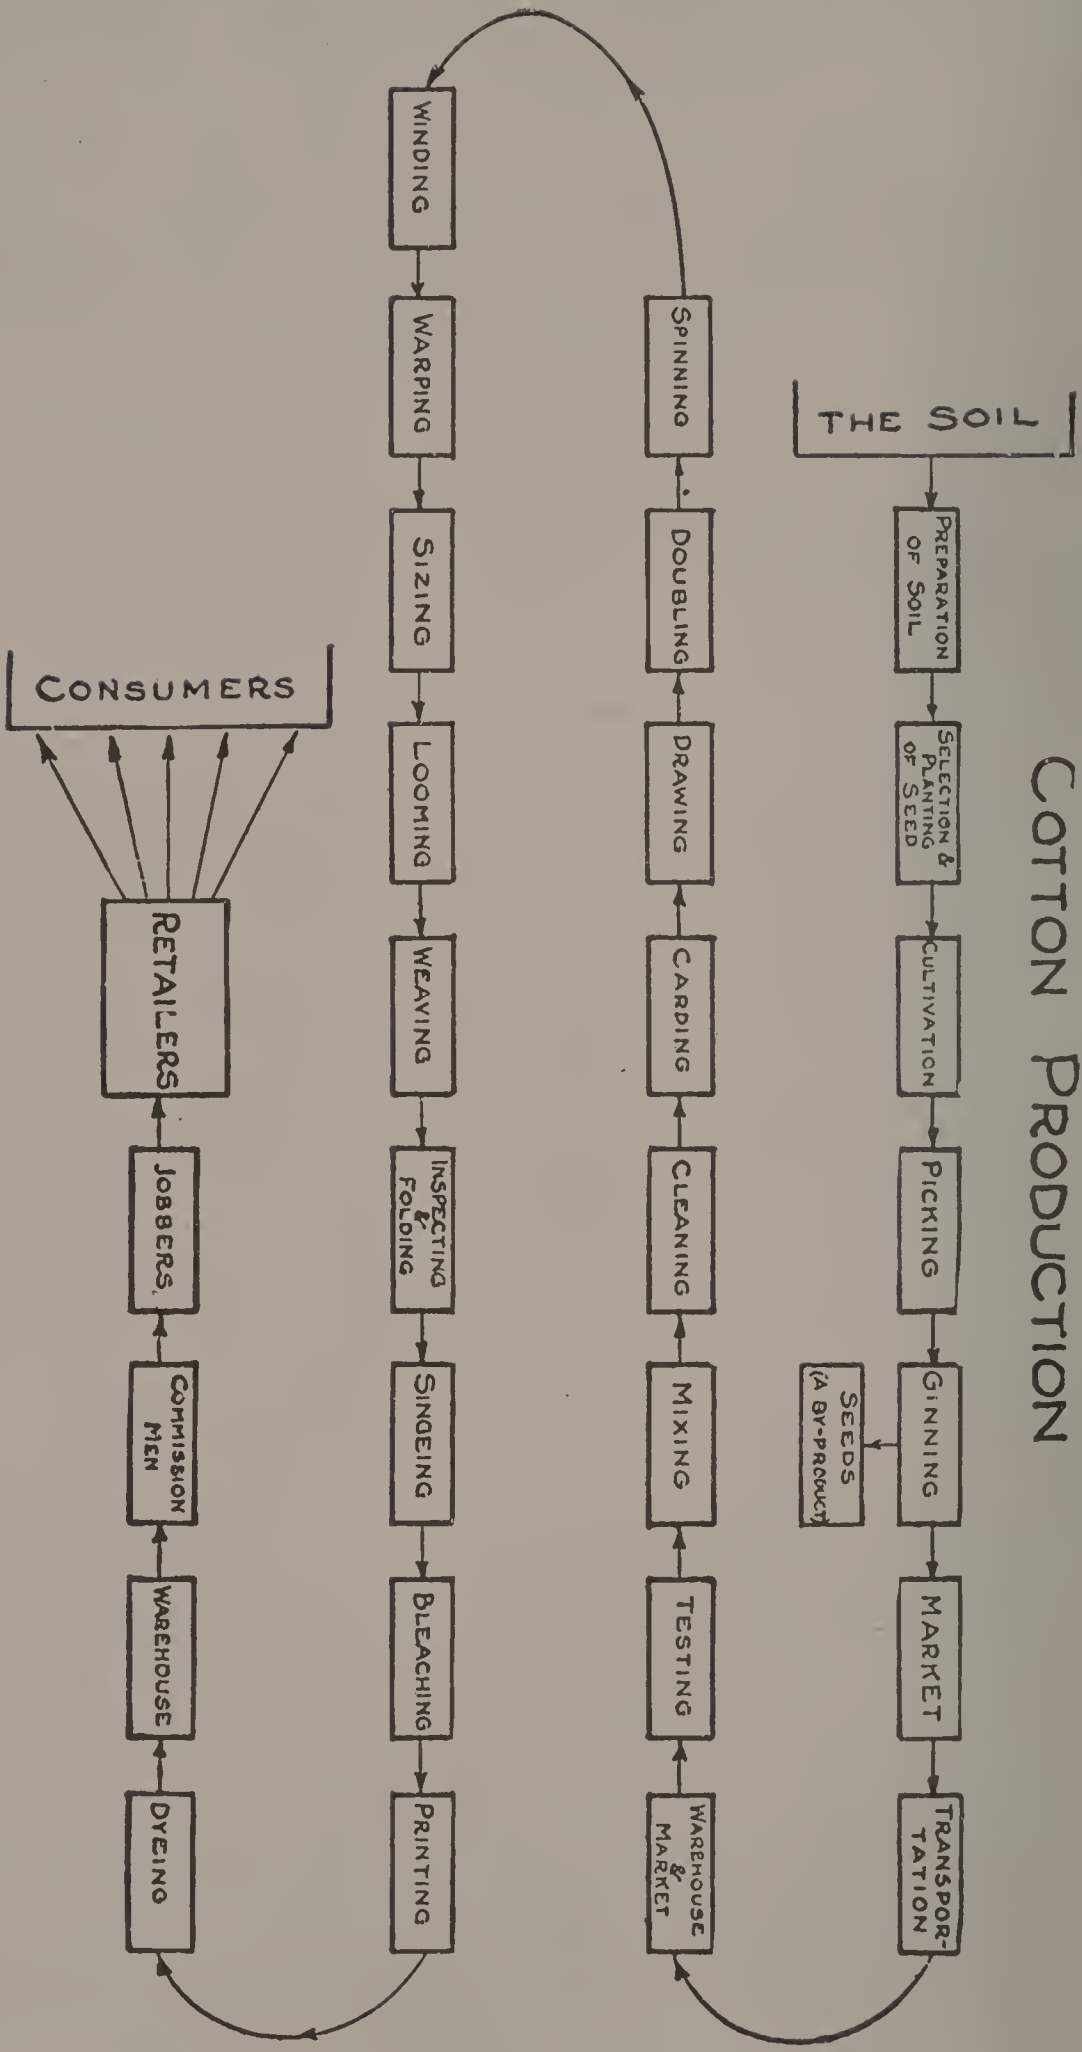 COTTON PRODUCTION
THE SOIL
PREPARATION
OF SOIL
SELECTION &
PLANTING
OF SEED
CULTIVATION
PICKING
GINNING
SEEDS
(A BY-PRODUCT)
MARKET
TRANSPOR-
TATION
WAREHOUSE
&
MARKET
TESTING
MIXING
CLEANING
CARDING
DRAWING
DOUBLING
SPINNING
WINDING
WARPING
SIZING
LOOMING
WEAVING
INSPECTING
&
FOLDING
SINGEING
BLEACHING
PRINTING
DYEING
WAREHOUSE
COMMISSION
MEN
JOBBERS.
RETAILERS
CONSUMERS